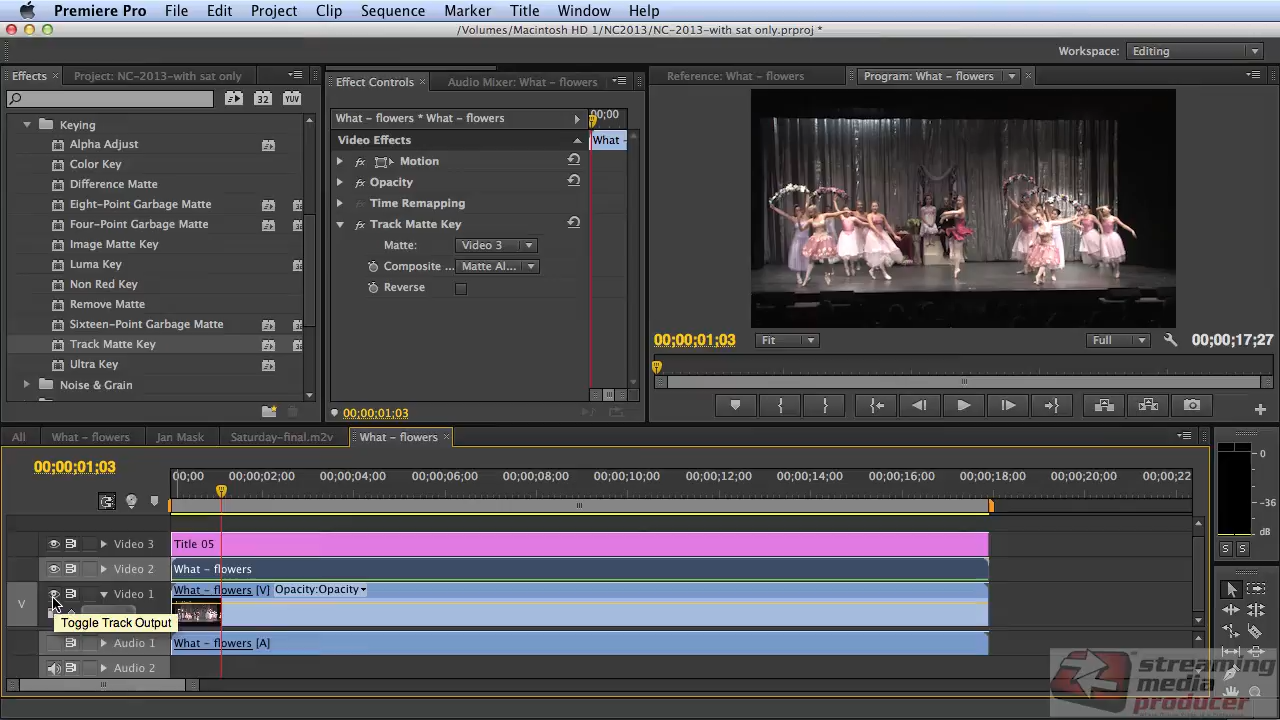 Premiere Pro File Edit Project Clip Sequence Marker Title Window Help
/Volumes/Macintosh HD 1/NC2013/NC-2013-with sat only.prproj *
Workspace: Editing
Effects Project: NC-2013-with sat only
32 YUV
Keying
Alpha Adjust
Color Key
Difference Matte
Eight-Point Garbage Matte
Four-Point Garbage Matte
Image Matte Key
Luma Key
Non Red Key
Remove Matte
Sixteen-Point Garbage Matte
Track Matte Key
Ultra Key
Noise & Grain
Effect Controls Audio Mixer: What - flowers
What - flowers * What - flowers
00;00
Video Effects
What -
fx Motion
fx Opacity
Time Remapping
fx Track Matte Key
Matte: Video 3
Composite ... Matte Al...
Reverse
00;00;01;03
Reference: What - flowers Program: What - flowers
00;00;01;03 Fit Full 00;00;17;27
All What - flowers Jan Mask Saturday-final.m2v What - flowers
00;00;01;03
00;00 00;00;02;00 00;00;04;00 00;00;06;00 00;00;08;00 00;00;10;00 00;00;12;00 00;00;14;00 00;00;16;00 00;00;18;00 00;00;20;00 00;00;22
Video 3 Title 05
Video 2 What - flowers
V Video 1 What - flowers [V] Opacity:Opacity
Toggle Track Output
Audio 1 What - flowers [A]
Audio 2
0
-36
dB
S S
streaming
media
producer